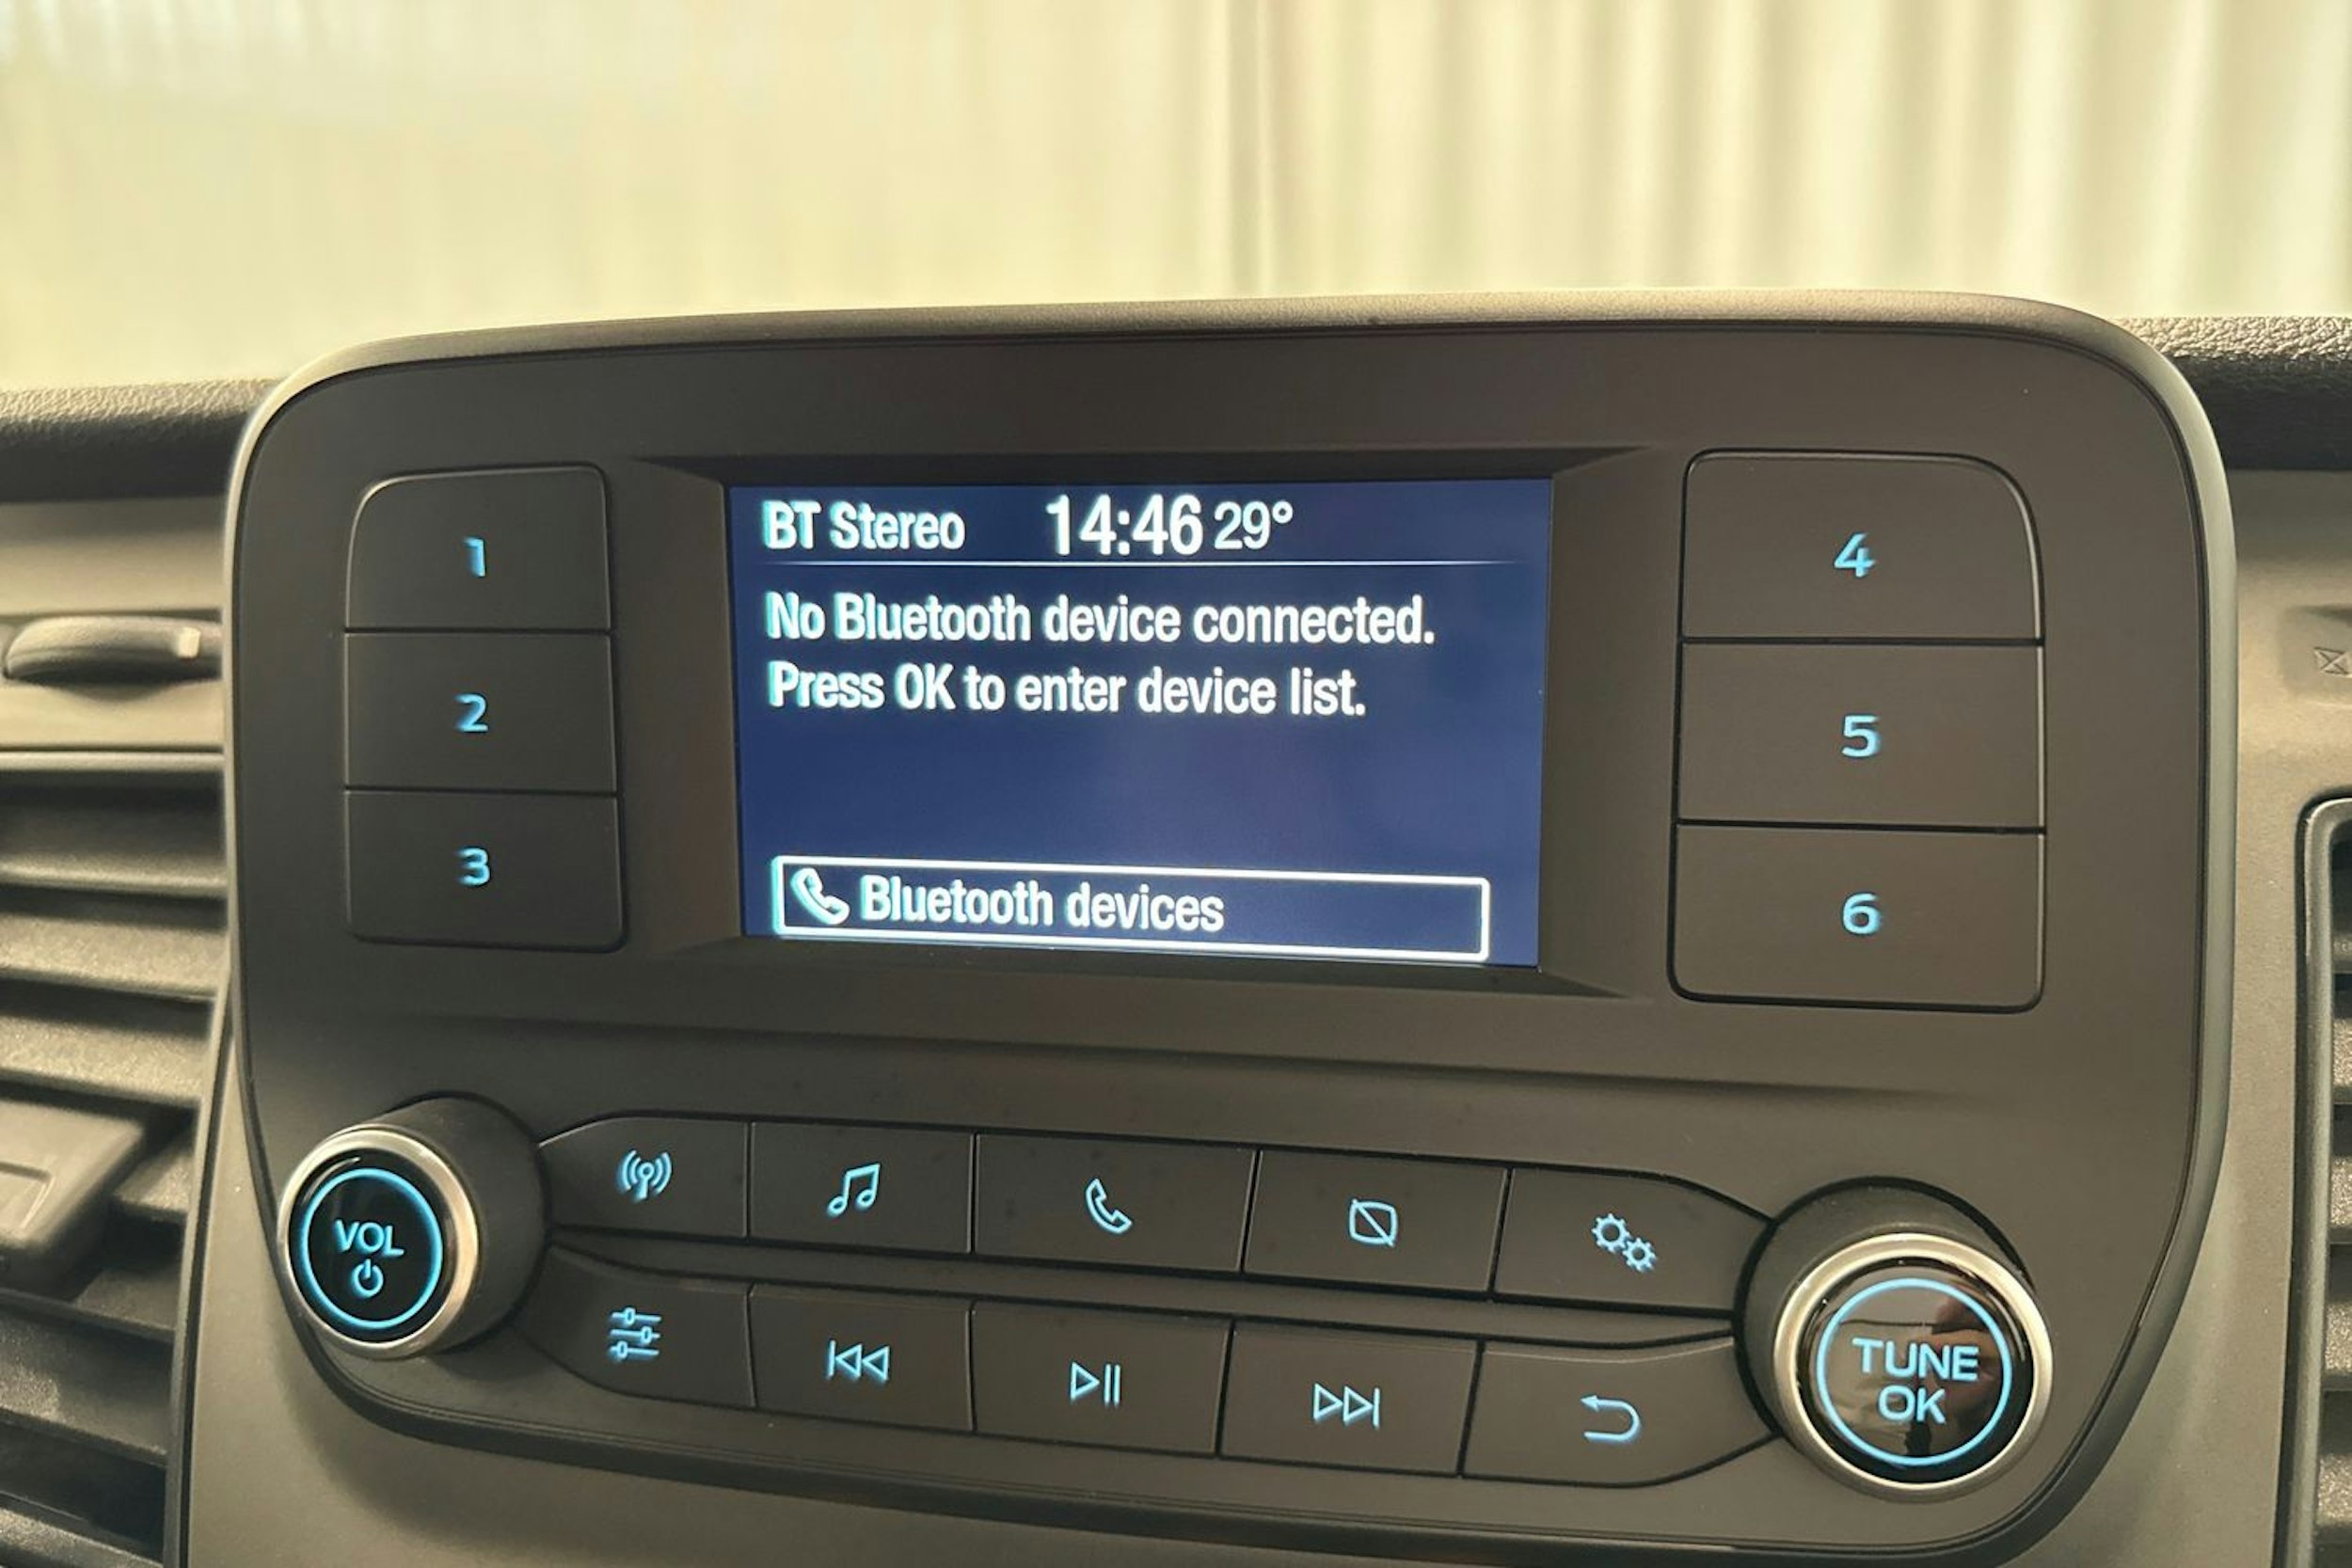 BT Stereo 14:46 29°
No Bluetooth device connected.
Press OK to enter device list.
Bluetooth devices
1
2
3
4
5
6
VOL
TUNE
OK